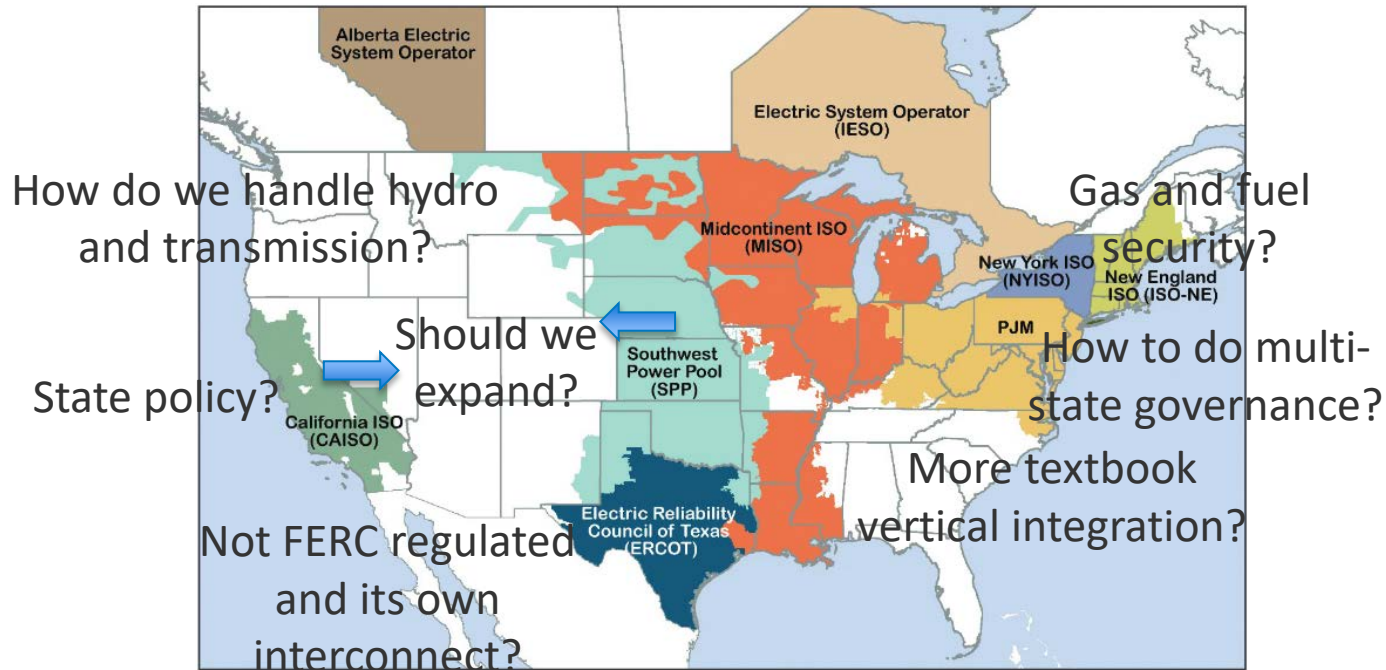 Alberta Electric
System Operator
Electric System Operator
(IESO)
How do we handle hydro
and transmission?
Gas and fuel
security?
Midcontinent ISO
(MISO)
New York ISO
(NYISO)
New England
ISO (ISO-NE)
Should we
expand?
PJM
How to do multi-
state governance?
Southwest
Power Pool
(SPP)
State policy?
California ISO
(CAISO)
More textbook
vertical integration?
Electric Reliability
Council of Texas
(ERCOT)
Not FERC regulated
and its own
interconnect?